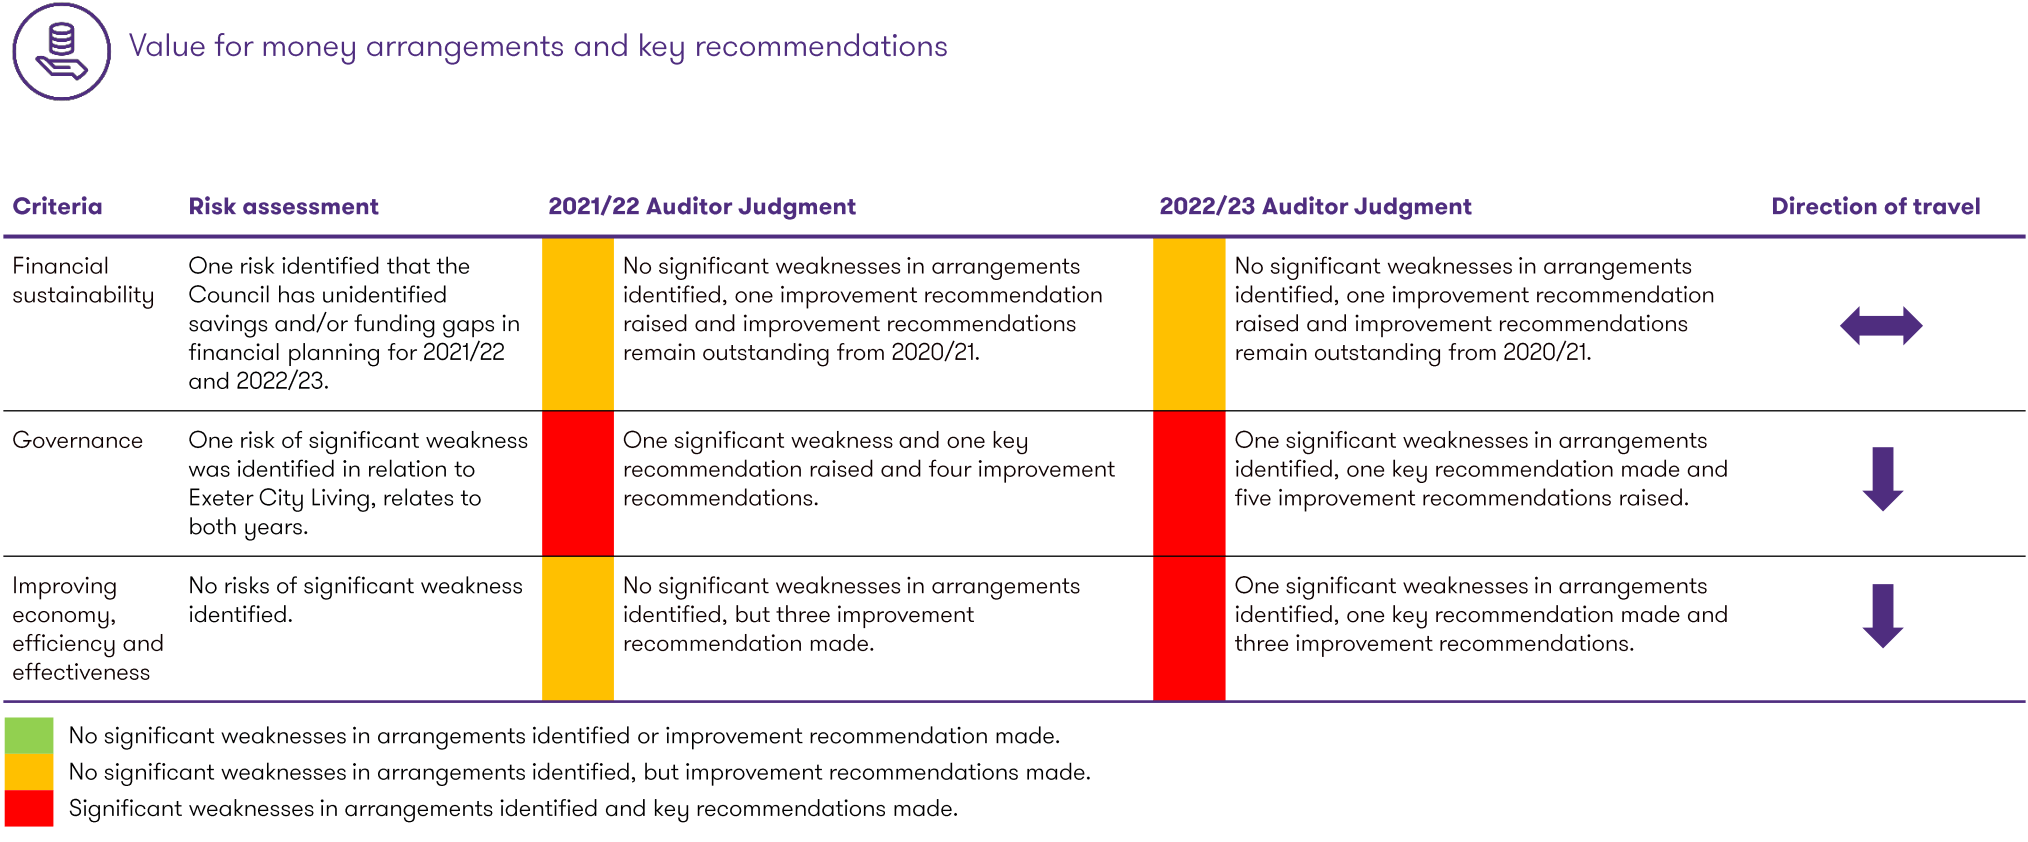 Value for money arrangements and key recommendations
Criteria
Risk assessment
2021/22 Auditor Judgment
2022/23 Auditor Judgment
Direction of travel
Financial
sustainability
One risk identified that the
Council has unidentified
savings and/or funding gaps in
financial planning for 2021/22
and 2022/23.
No significant weaknesses in arrangements
identified, one improvement recommendation
raised and improvement recommendations
remain outstanding from 2020/21.
No significant weaknesses in arrangements
identified, one improvement recommendation
raised and improvement recommendations
remain outstanding from 2020/21.
Governance
One risk of significant weakness
was identified in relation to
Exeter City Living, relates to
both years.
One significant weakness and one key
recommendation raised and four improvement
recommendations.
One significant weaknesses in arrangements
identified, one key recommendation made and
five improvement recommendations raised.
Improving
economy,
efficiency and
effectiveness
No risks of significant weakness
identified.
No significant weaknesses in arrangements
identified, but three improvement
recommendation made.
One significant weaknesses in arrangements
identified, one key recommendation made and
three improvement recommendations.
No significant weaknesses in arrangements identified or improvement recommendation made.
No significant weaknesses in arrangements identified, but improvement recommendations made.
Significant weaknesses in arrangements identified and key recommendations made.